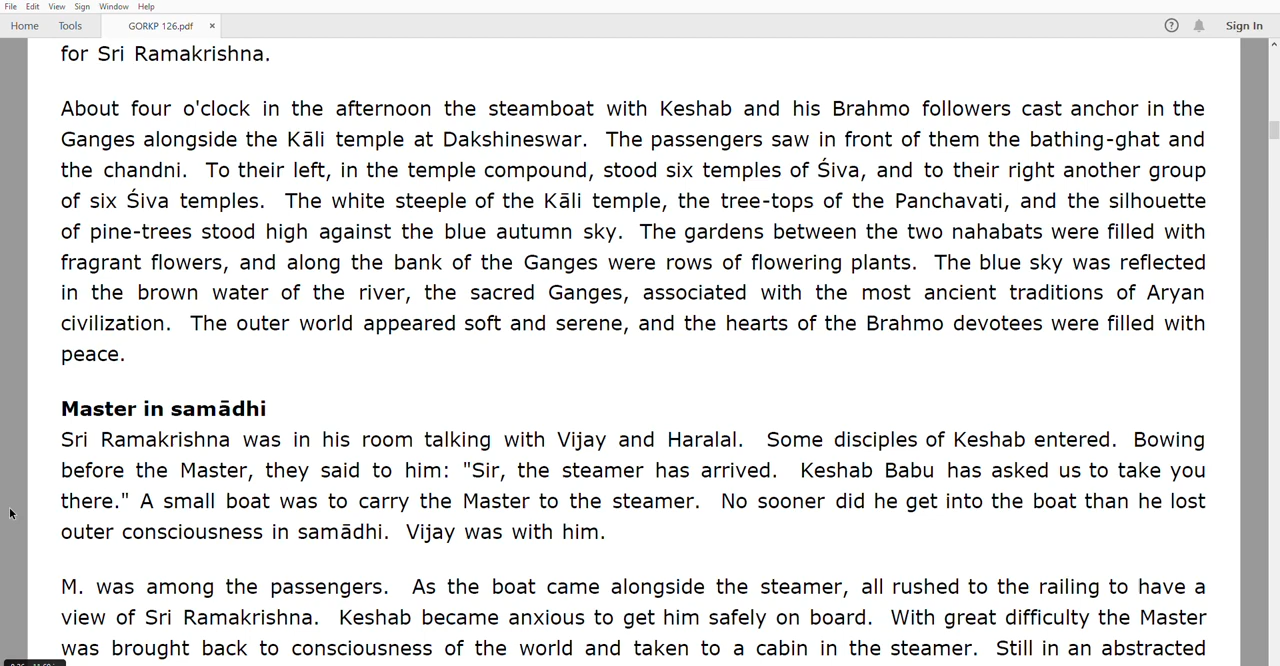 File Edit View Sign Window Help
Home Tools GORKP 126.pdf × Sign In
for Sri Ramakrishna.
About four o'clock in the afternoon the steamboat with Keshab and his Brahmo followers cast anchor in the
Ganges alongside the Kāli temple at Dakshineswar. The passengers saw in front of them the bathing-ghat and
the chandni. To their left, in the temple compound, stood six temples of Śiva, and to their right another group
of six Śiva temples. The white steeple of the Kāli temple, the tree-tops of the Panchavati, and the silhouette
of pine-trees stood high against the blue autumn sky. The gardens between the two nahabats were filled with
fragrant flowers, and along the bank of the Ganges were rows of flowering plants. The blue sky was reflected
in the brown water of the river, the sacred Ganges, associated with the most ancient traditions of Aryan
civilization. The outer world appeared soft and serene, and the hearts of the Brahmo devotees were filled with
peace.
Master in samādhi
Sri Ramakrishna was in his room talking with Vijay and Haralal. Some disciples of Keshab entered. Bowing
before the Master, they said to him: "Sir, the steamer has arrived. Keshab Babu has asked us to take you
there." A small boat was to carry the Master to the steamer. No sooner did he get into the boat than he lost
outer consciousness in samādhi. Vijay was with him.
M. was among the passengers. As the boat came alongside the steamer, all rushed to the railing to have a
view of Sri Ramakrishna. Keshab became anxious to get him safely on board. With great difficulty the Master
was brought back to consciousness of the world and taken to a cabin in the steamer. Still in an abstracted